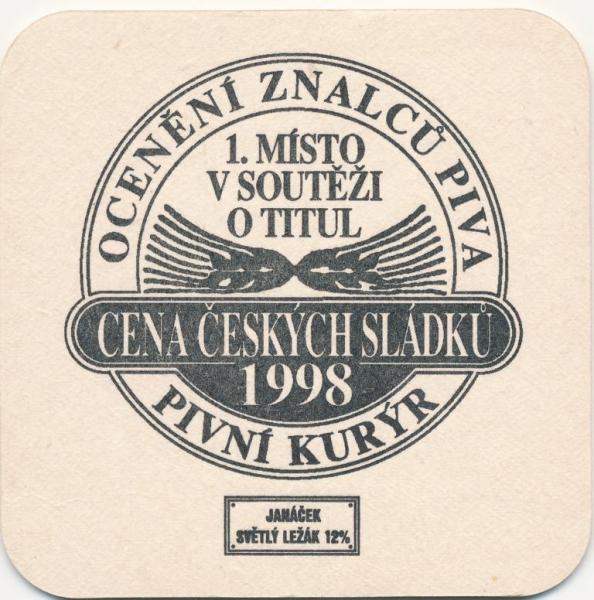 OCENĚNÍ ZNALCŮ PIVA
1. MÍSTO
V SOUTĚŽI
O TITUL
CENA ČESKÝCH SLÁDKŮ
1998
PIVNÍ KURÝR
JANÁČEK
SVĚTLÝ LEŽÁK 12%